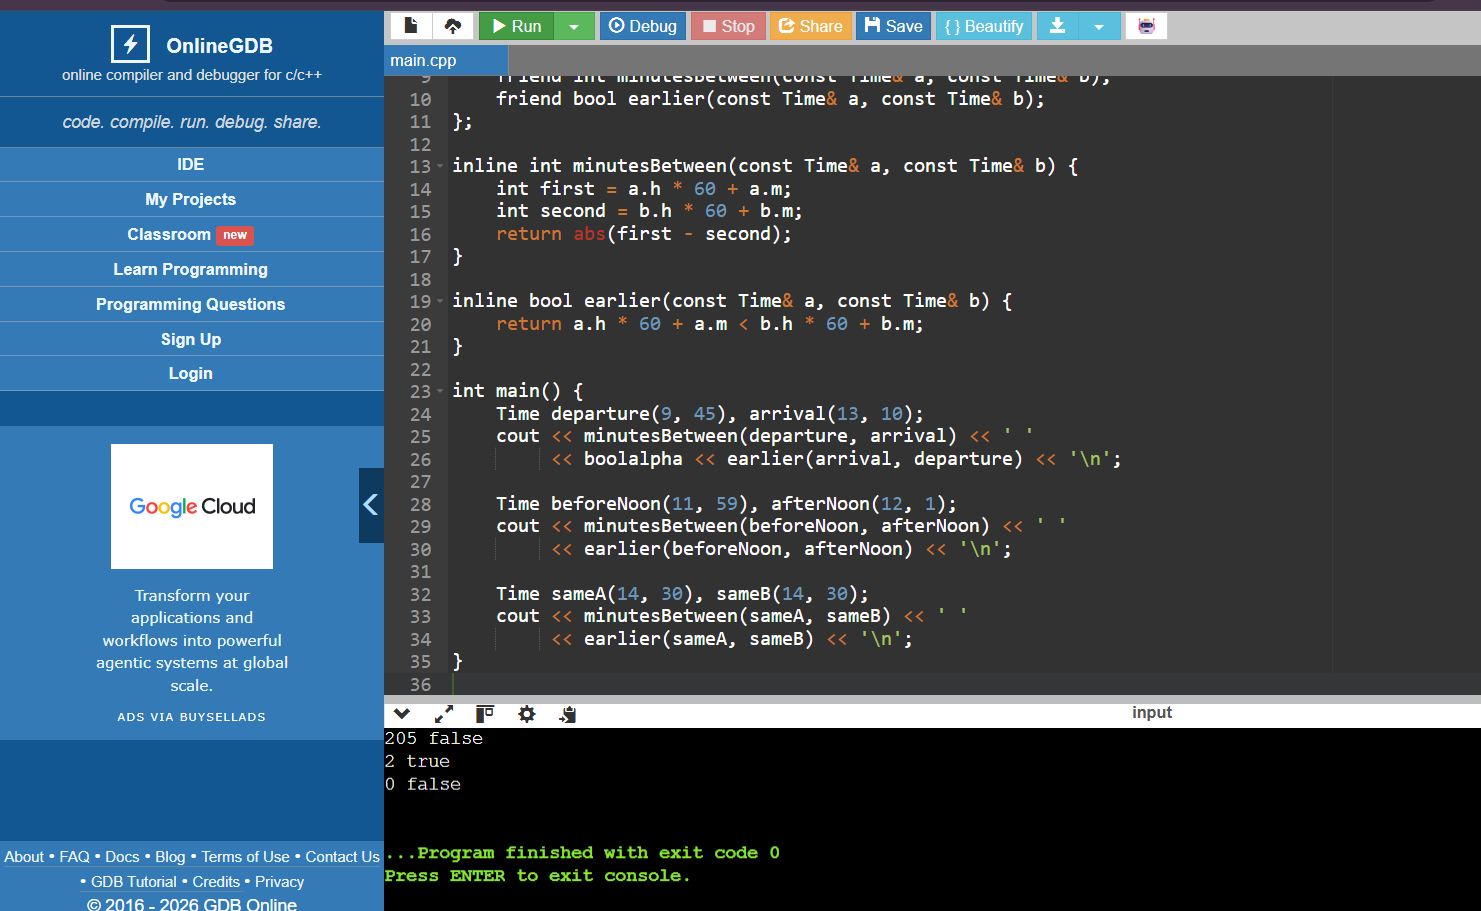 OnlineGDB
online compiler and debugger for c/c++
code. compile. run. debug. share.
IDE
My Projects
Classroom new
Learn Programming
Programming Questions
Sign Up
Login
Google Cloud
Transform your
applications and
workflows into powerful
agentic systems at global
scale.
ADS VIA BUYSELLADS
About • FAQ • Docs • Blog • Terms of Use • Contact Us
• GDB Tutorial • Credits • Privacy
© 2016 - 2026 GDB Online
Run Debug Stop Share Save { } Beautify
main.cpp
9 friend int minutesBetween(const Time& a, const Time& b);
10 friend bool earlier(const Time& a, const Time& b);
11 };
12
13 inline int minutesBetween(const Time& a, const Time& b) {
14 int first = a.h * 60 + a.m;
15 int second = b.h * 60 + b.m;
16 return abs(first - second);
17 }
18
19 inline bool earlier(const Time& a, const Time& b) {
20 return a.h * 60 + a.m < b.h * 60 + b.m;
21 }
22
23 int main() {
24 Time departure(9, 45), arrival(13, 10);
25 cout << minutesBetween(departure, arrival) << ' '
26 << boolalpha << earlier(arrival, departure) << '\n';
27
28 Time beforeNoon(11, 59), afterNoon(12, 1);
29 cout << minutesBetween(beforeNoon, afterNoon) << ' '
30 << earlier(beforeNoon, afterNoon) << '\n';
31
32 Time sameA(14, 30), sameB(14, 30);
33 cout << minutesBetween(sameA, sameB) << ' '
34 << earlier(sameA, sameB) << '\n';
35 }
36
input
205 false
2 true
0 false
...Program finished with exit code 0
Press ENTER to exit console.